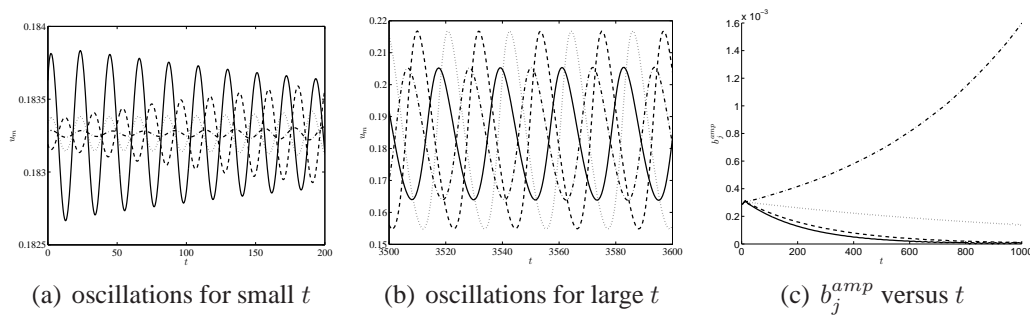 0.184
0.1835
0.183
0.1825
u_m
0 50 100 150 200
t
0.22
0.21
0.2
0.19
0.18
0.17
0.16
0.15
u_m
3500 3520 3540 3560 3580 3600
t
x 10^-3
1.6
1.4
1.2
1
0.8
0.6
0.4
0.2
0
b_j^amp
0 200 400 600 800 1000
t
(a) oscillations for small t
(b) oscillations for large t
(c) b_j^amp versus t